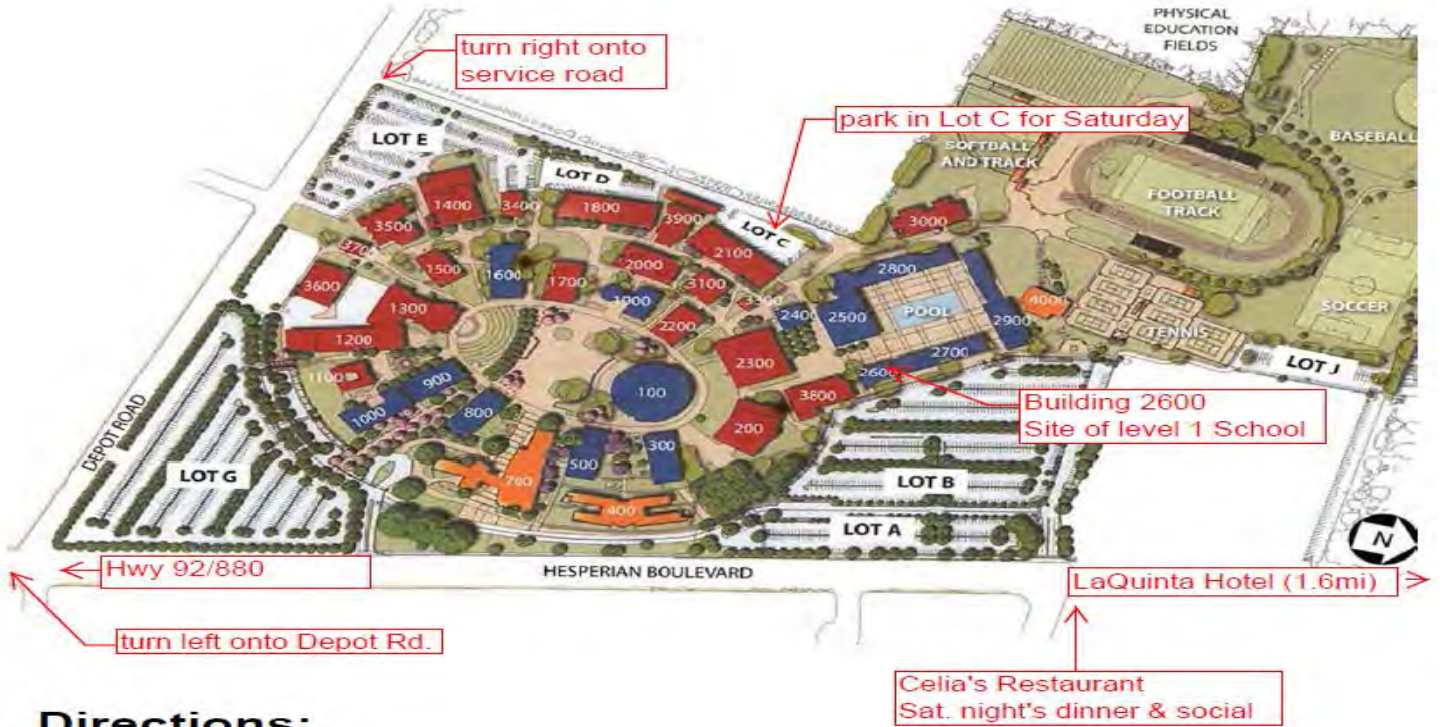 PHYSICAL
EDUCATION
FIELDS
turn right onto
service road
park in Lot C for Saturday
LOT E
LOT D
LOT C
SOFTBALL
AND TRACK
BASEBALL
FOOTBALL
TRACK
SOCCER
TENNIS
LOT J
POOL
1400
3400
1800
3900
3500
3700
1500
1600
1700
2000
2100
3100
3300
1900
2200
3000
2800
2400
2500
2900
4000
2700
2600
3600
1300
1200
1100
900
1000
800
100
2300
3800
200
300
500
700
400
Building 2600
Site of level 1 School
DEPOT ROAD
LOT G
LOT B
LOT A
N
Hwy 92/880
HESPERIAN BOULEVARD
LaQuinta Hotel (1.6mi)
turn left onto Depot Rd.
Celia's Restaurant
Sat. night's dinner & social
Directions: